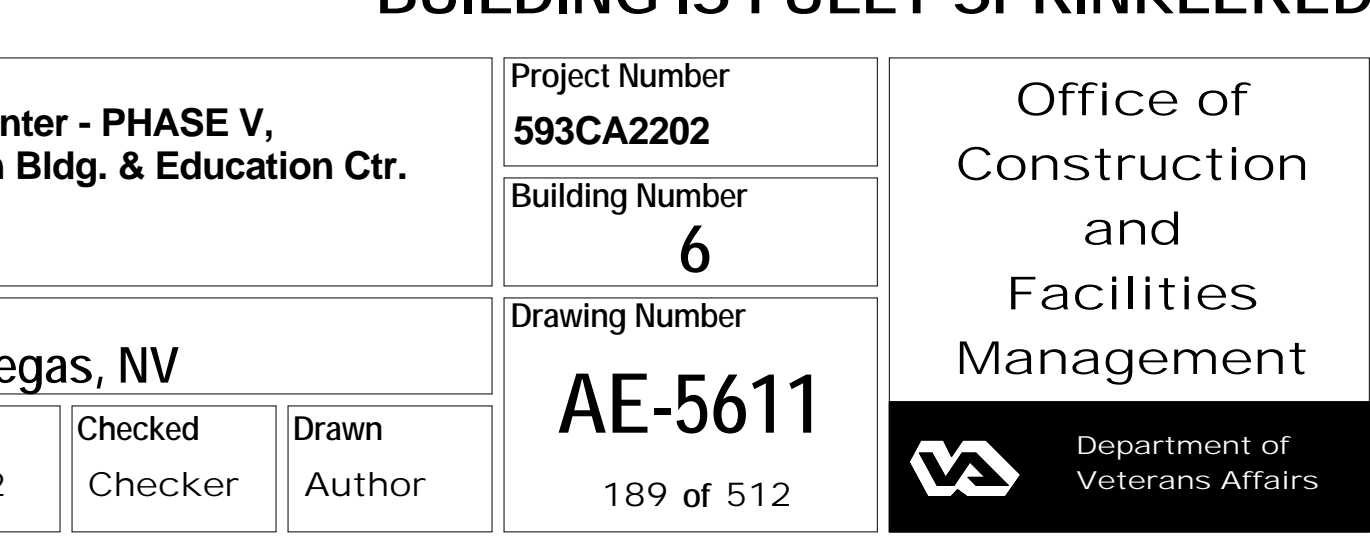 BUILDING IS FULLY SPRINKLERED
nter - PHASE V,
Bldg. & Education Ctr.
egas, NV
Checked
Checker
Drawn
Author
Project Number
593CA2202
Building Number
6
Drawing Number
AE-5611
189 of 512
Office of
Construction
and
Facilities
Management
VA
Department of
Veterans Affairs